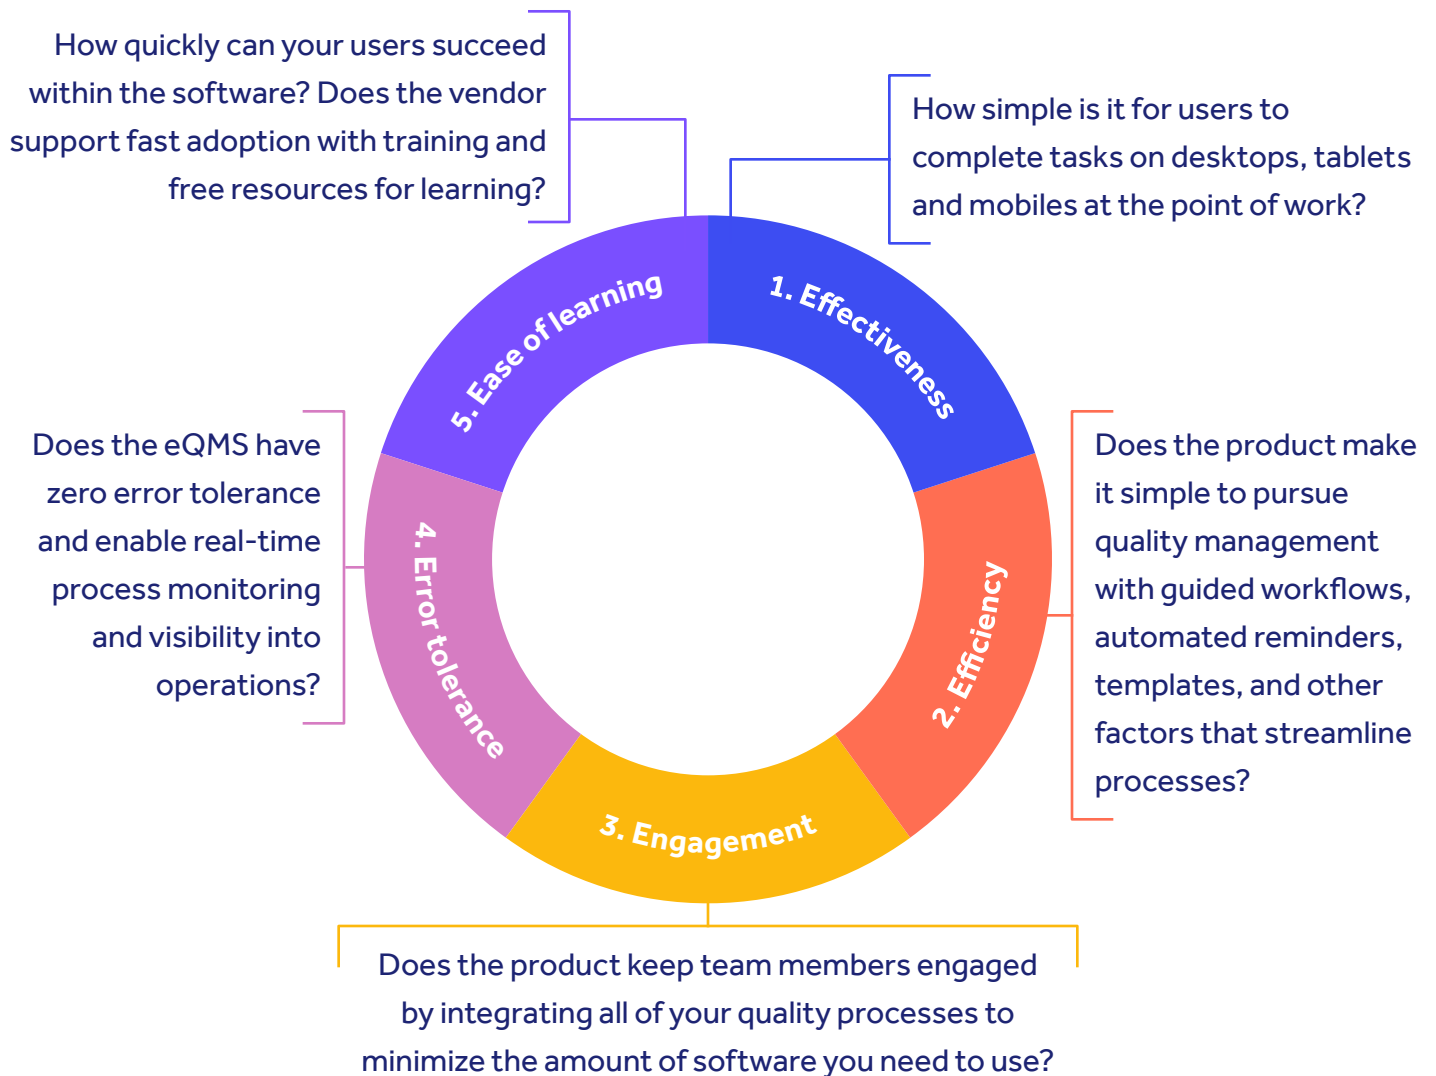 How quickly can your users succeed
within the software? Does the vendor
support fast adoption with training and
free resources for learning?
How simple is it for users to
complete tasks on desktops, tablets
and mobiles at the point of work?
1. Effectiveness
5. Ease of learning
Does the eQMS have
zero error tolerance
and enable real-time
process monitoring
and visibility into
operations?
4. Error tolerance
2. Efficiency
Does the product make
it simple to pursue
quality management
with guided workflows,
automated reminders,
templates, and other
factors that streamline
processes?
3. Engagement
Does the product keep team members engaged
by integrating all of your quality processes to
minimize the amount of software you need to use?